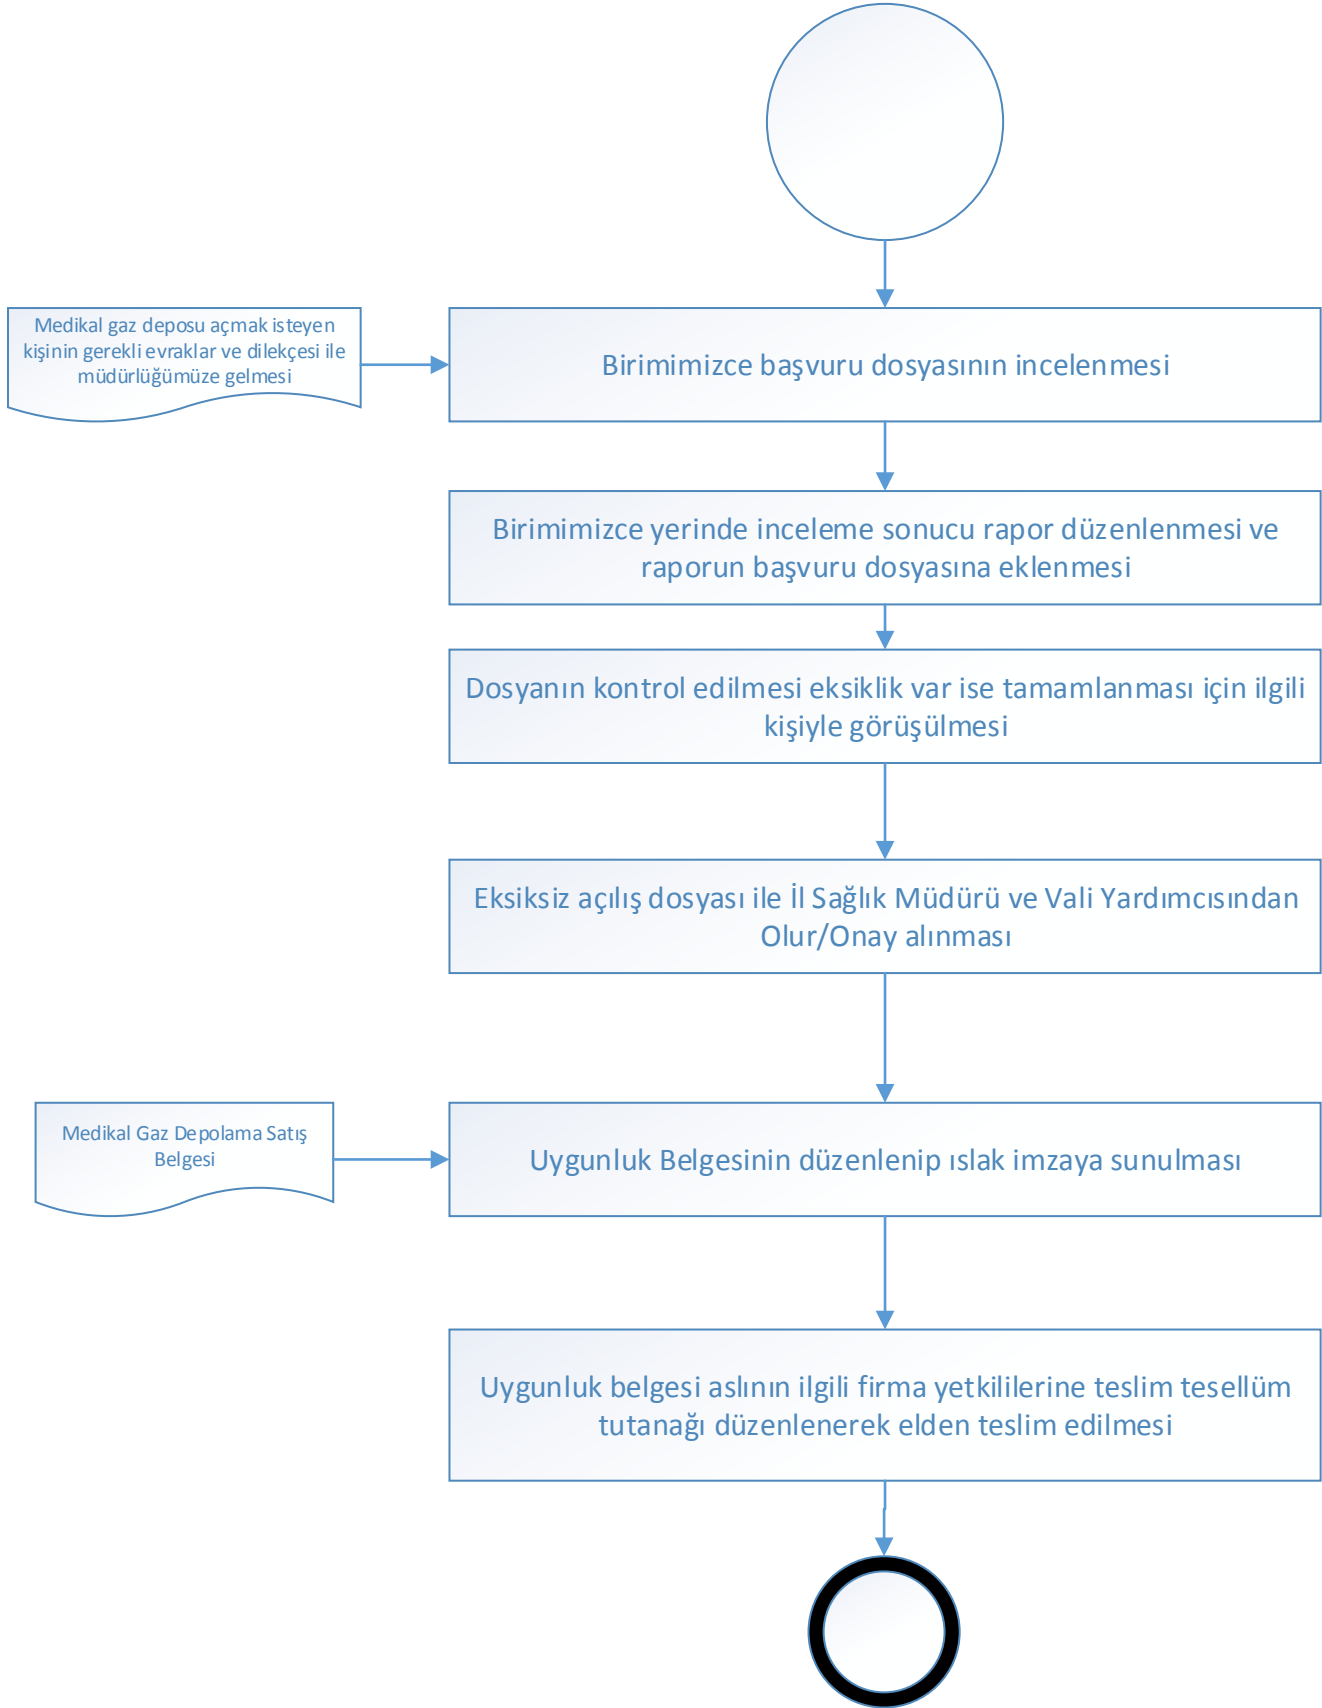 Medikal gaz deposu açmak isteyen
kişinin gerekli evraklar ve dilekçesi ile
müdürlüğümüze gelmesi
Birimimizce başvuru dosyasının incelenmesi
Birimimizce yerinde inceleme sonucu rapor düzenlenmesi ve
raporun başvuru dosyasına eklenmesi
Dosyanın kontrol edilmesi eksiklik var ise tamamlanması için ilgili
kişiyle görüşülmesi
Eksiksiz açılış dosyası ile İl Sağlık Müdürü ve Vali Yardımcısından
Olur/Onay alınması
Medikal Gaz Depolama Satış
Belgesi
Uygunluk Belgesinin düzenlenip ıslak imzaya sunulması
Uygunluk belgesi aslının ilgili firma yetkililerine teslim tesellüm
tutanağı düzenlenerek elden teslim edilmesi